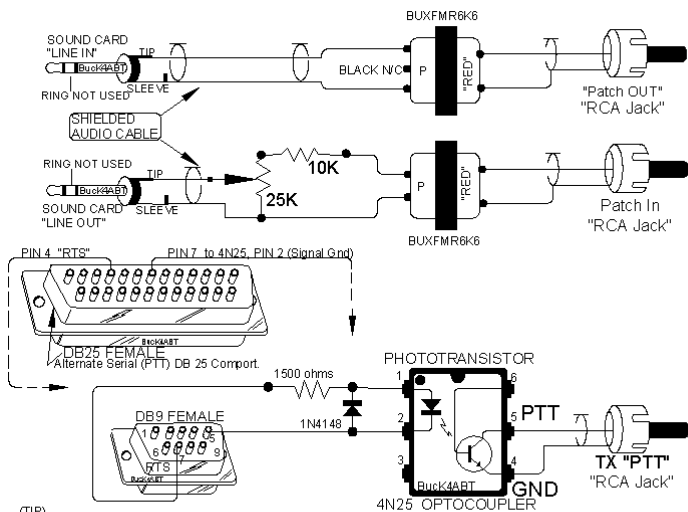 BUXFMR6K6
SOUND CARD
"LINE IN"
TIP
BucK4ABT
RING NOT USED
SLEEVE
BLACK N/C
P
"RED"
"Patch OUT"
"RCA Jack"
SHIELDED
AUDIO CABLE
RING NOT USED
TIP
BucK4ABT
SOUND CARD
"LINE OUT"
SLEEVE
10K
25K
P
"RED"
BUXFMR6K6
Patch In
"RCA Jack"
PIN 4 "RTS"
PIN 7 to 4N25, PIN 2 (Signal Gnd)
BucK4ABT
DB25 FEMALE
Alternate Serial (PTT) DB 25 Comport.
PHOTOTRANSISTOR
1500 ohms
1
6
DB9 FEMALE
1N4148
1
5
6
9
RTS
7
BucK4ABT
2
5
PTT
3
4
BucK4ABT
GND
TX "PTT"
"RCA Jack"
4N25 OPTOCOUPLER
(TIP)